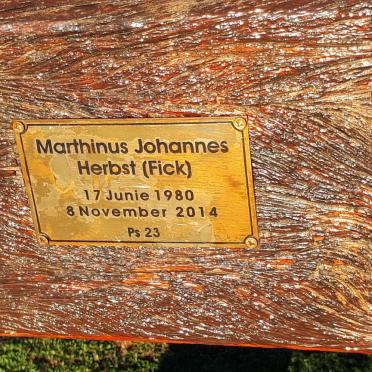 Marthinus Johannes
Herbst (Fick)
17 Junie 1980
8 November 2014
Ps 23